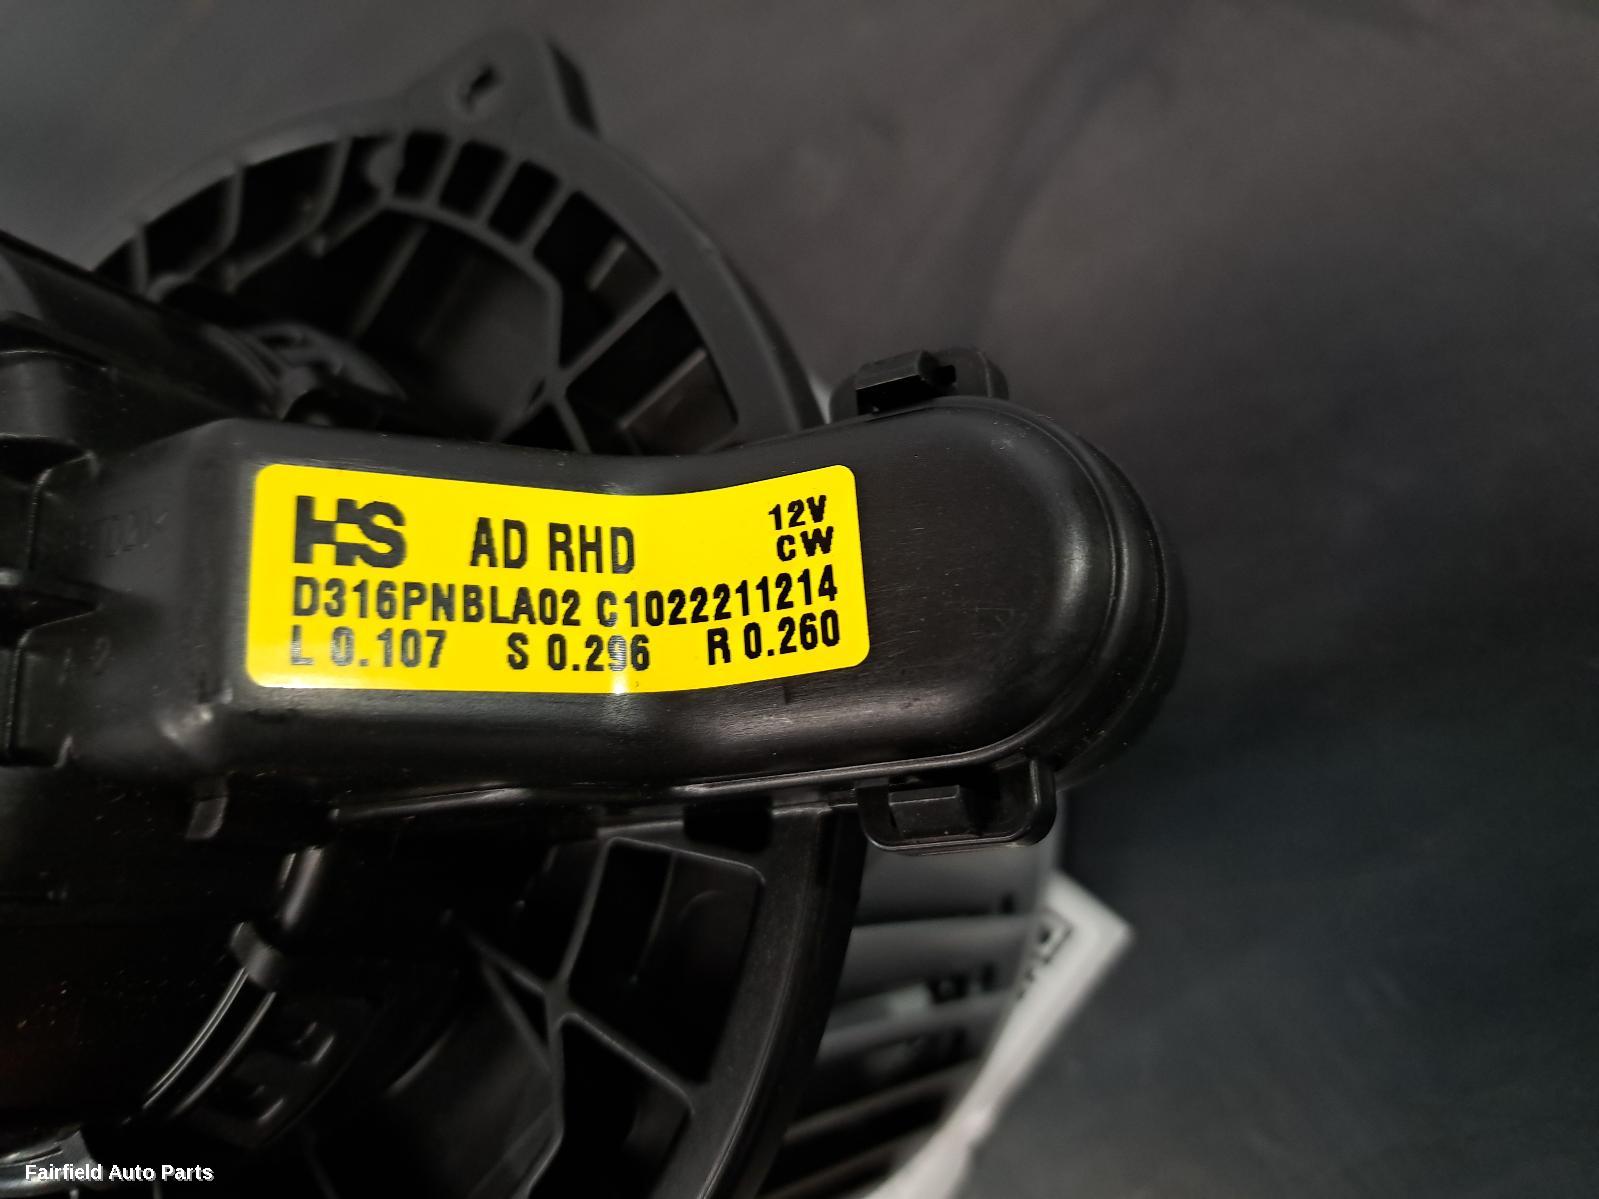 HS AD RHD 12V
CW
D316PNBLA02 C1022211214
L 0.107 S 0.296 R 0.260
Fairfield Auto Parts